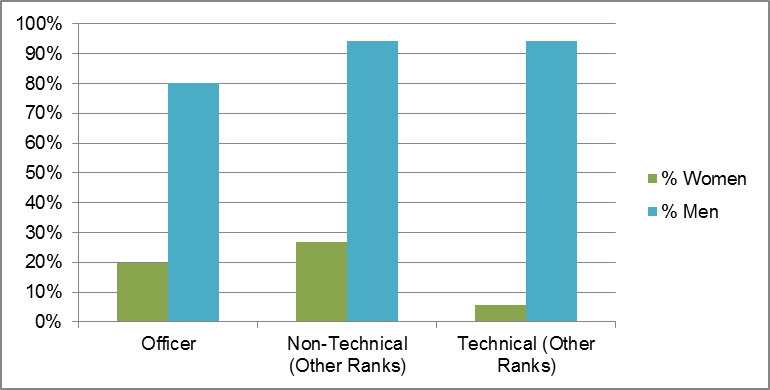 100%
90%
80%
70%
60%
50%
40%
30%
20%
10%
0%
Officer
Non-Technical
(Other Ranks)
Technical (Other
Ranks)
% Women
% Men